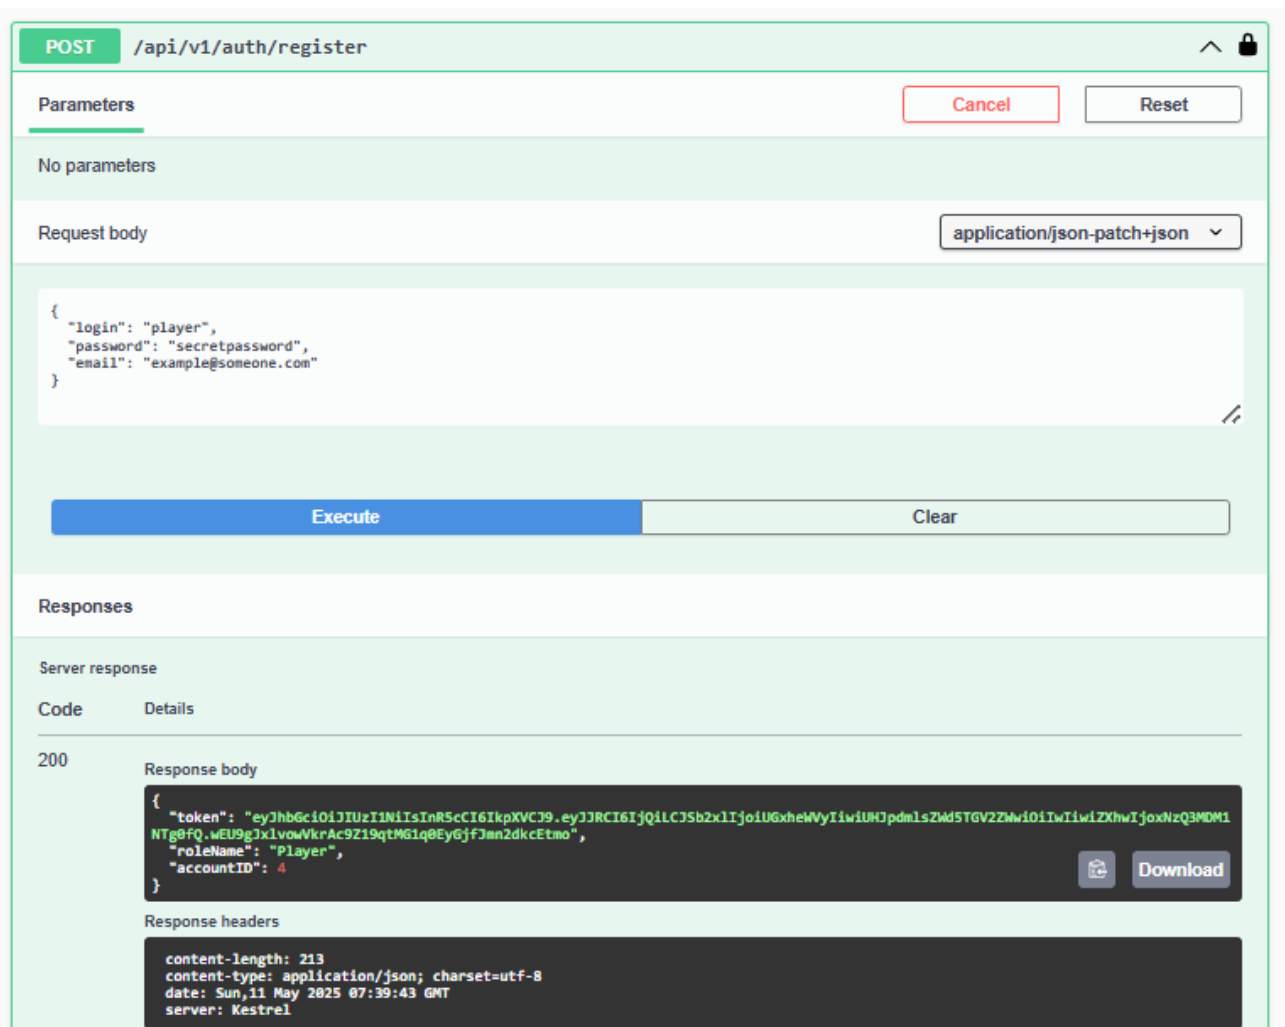 POST /api/v1/auth/register
Parameters
Cancel
Reset
No parameters
Request body
application/json-patch+json
{
"login": "player",
"password": "secretpassword",
"email": "example@someone.com"
}
Execute
Clear
Responses
Server response
Code Details
200
Response body
{
"token": "eyJhbGciOiJIUzI1NiIsInR5cCI6IkpXVCJ9.eyJJRCI6IjQiLCJSb2xlIjoiUGxheWVyIiwiUHJpdmlsZWd5TGV2ZWwiOiIwIiwiZXhwIjoxNzQ3MDM1
NTg0fQ.wEU9gJxlvowVkrAc9Z19qtMG1q0EyGjfJmn2dkcEtmo",
"roleName": "Player",
"accountID": 4
}
Download
Response headers
content-length: 213
content-type: application/json; charset=utf-8
date: Sun,11 May 2025 07:39:43 GMT
server: Kestrel